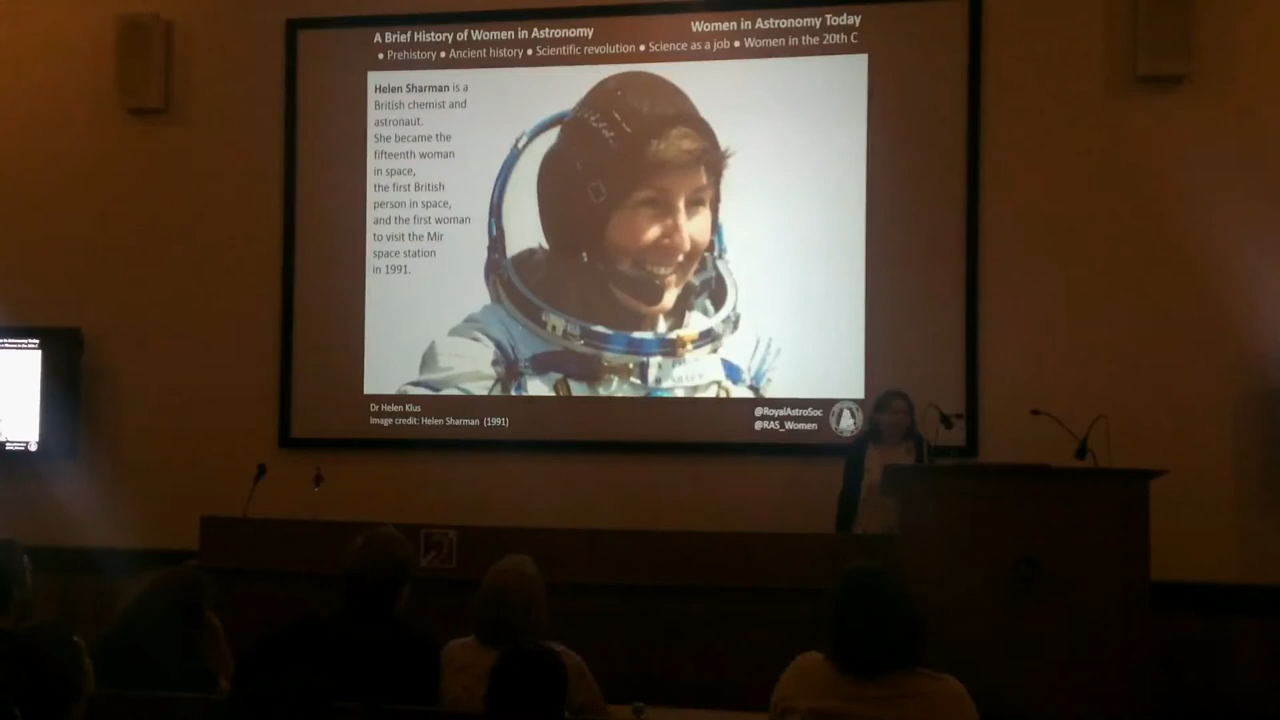 A Brief History of Women in Astronomy
Women in Astronomy Today
● Prehistory ● Ancient history ● Scientific revolution ● Science as a job ● Women in the 20th C
Helen Sharman is a
British chemist and
astronaut.
She became the
fifteenth woman
in space,
the first British
person in space,
and the first woman
to visit the Mir
space station
in 1991.
Dr Helen Klus
Image credit: Helen Sharman (1991)
@RoyalAstroSoc
@RAS_Women